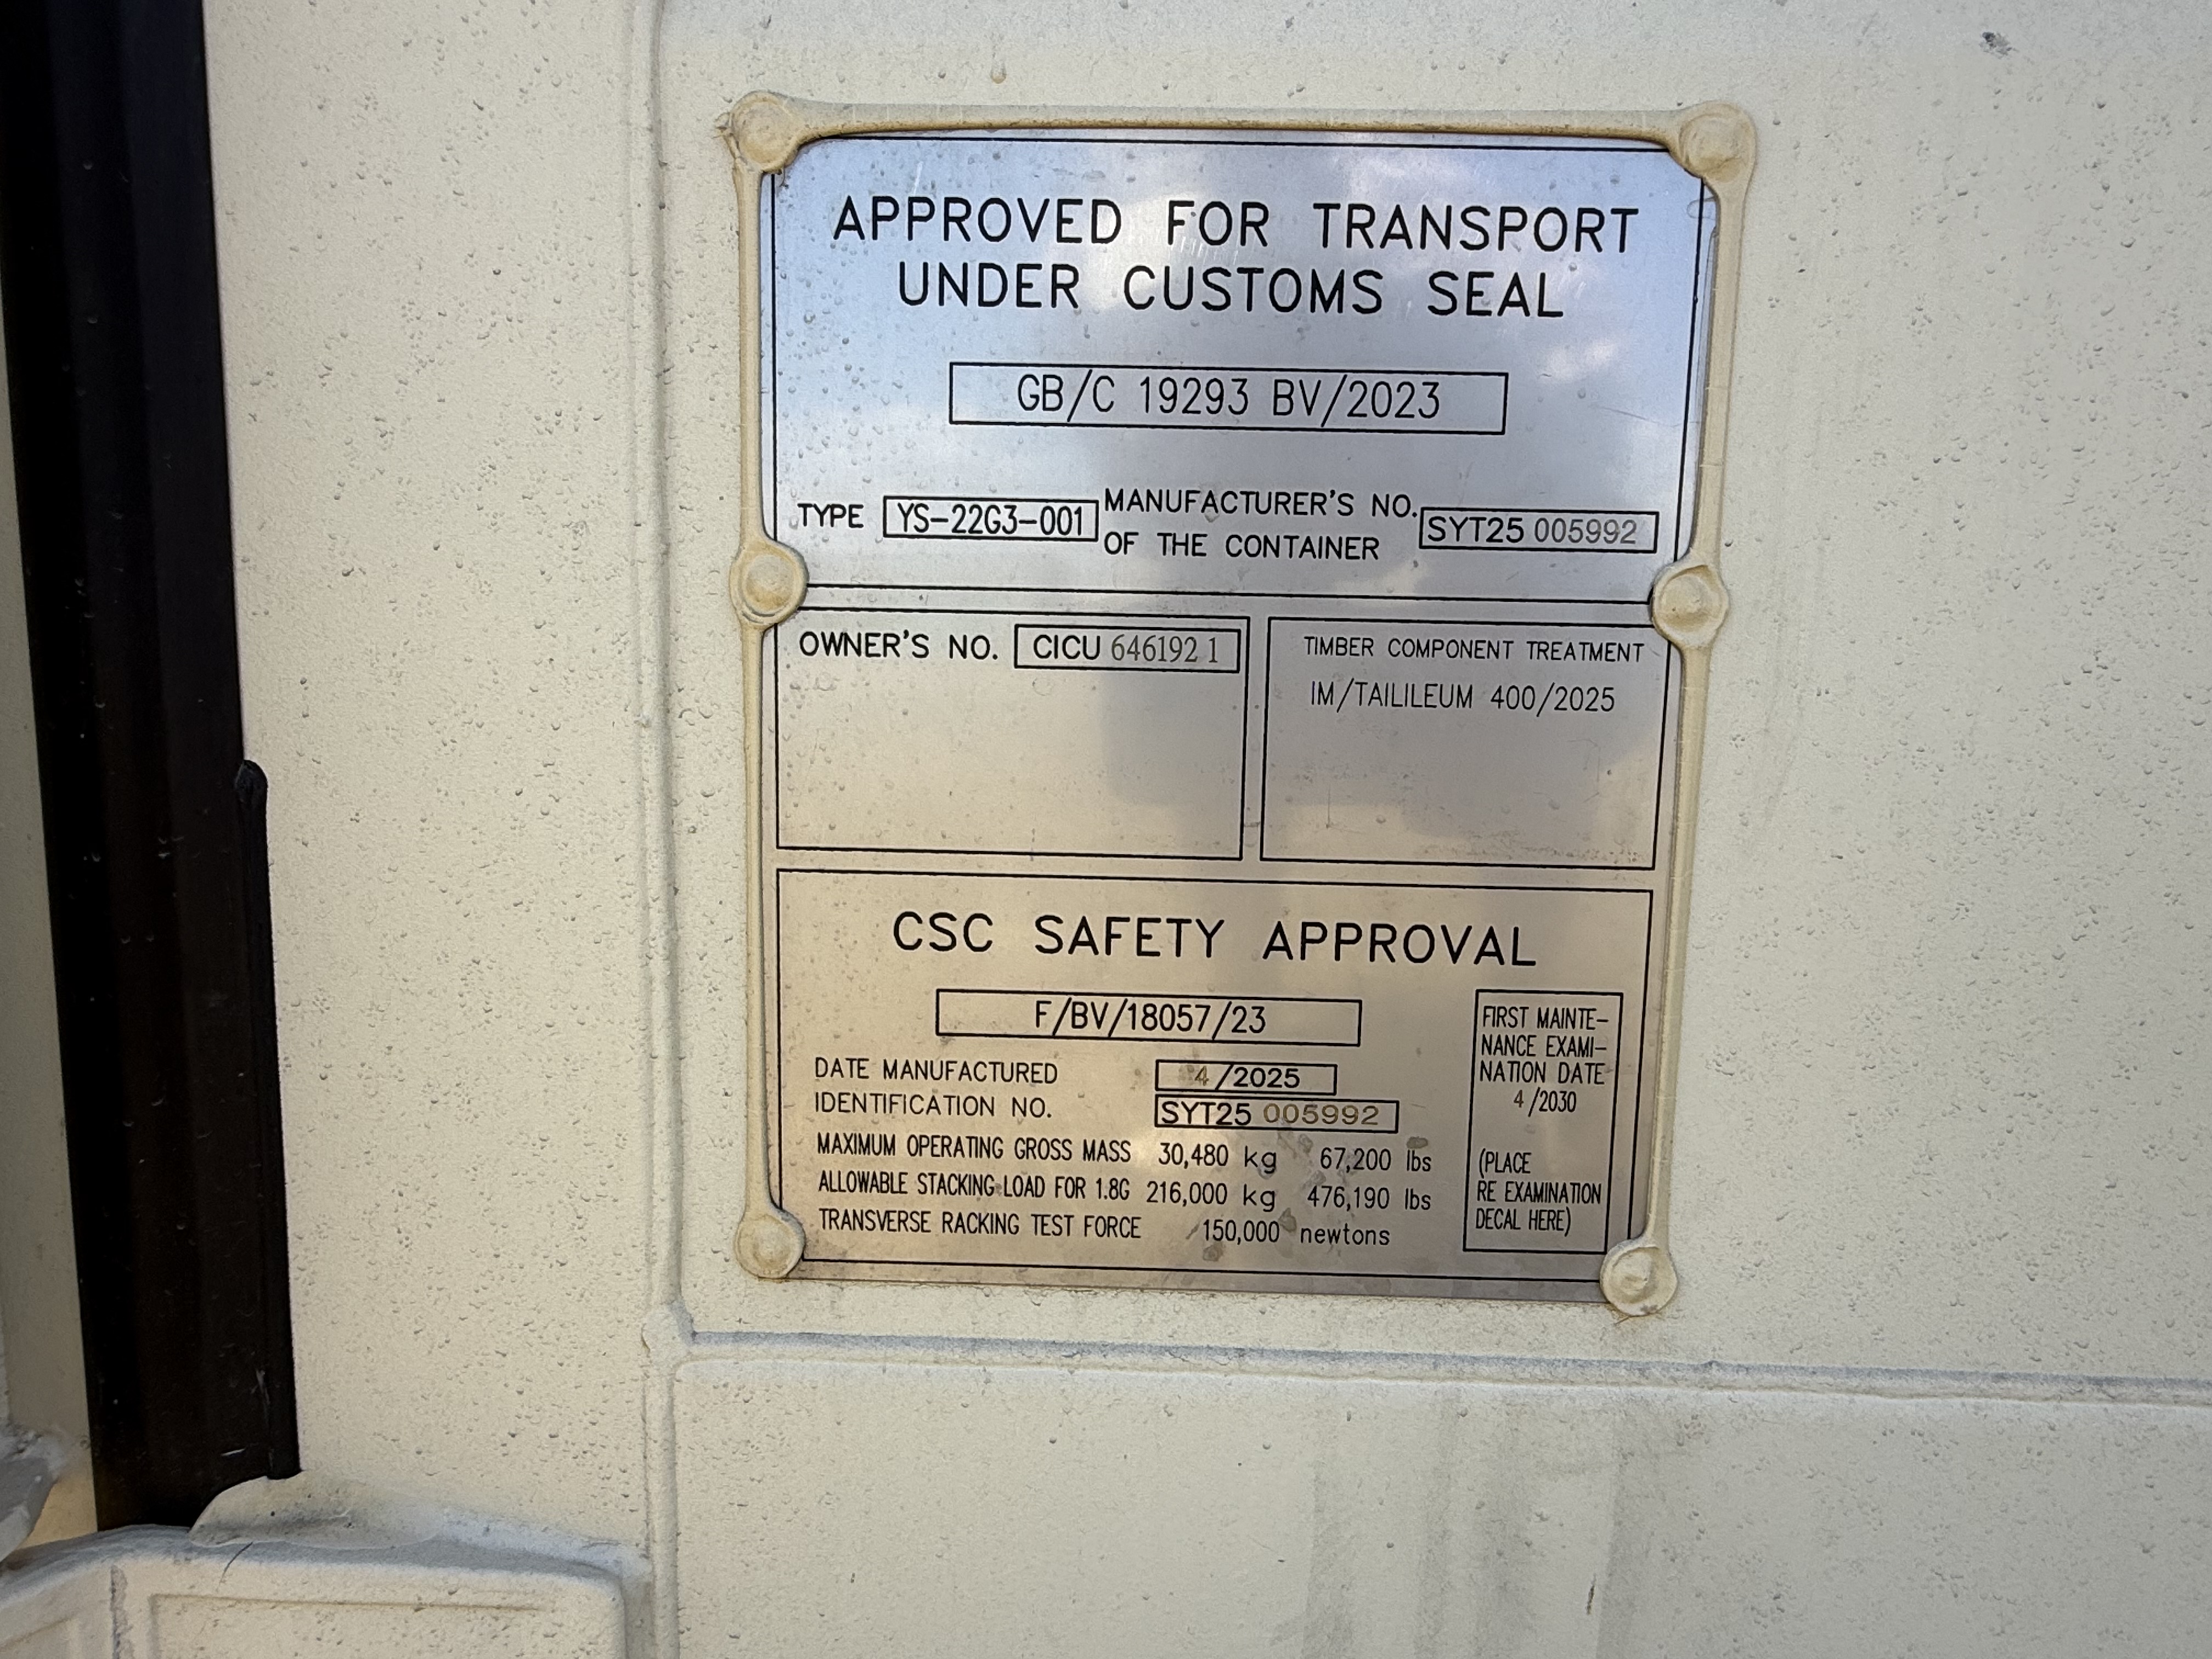 APPROVED FOR TRANSPORT
UNDER CUSTOMS SEAL
GB/C 19293 BV/2023
TYPE YS-22G3-001 MANUFACTURER'S NO. OF THE CONTAINER SYT25 005992
OWNER'S NO. CICU 646192 1
TIMBER COMPONENT TREATMENT
IM/TAILILEUM 400/2025
CSC SAFETY APPROVAL
F/BV/18057/23
DATE MANUFACTURED 4/2025
IDENTIFICATION NO. SYT25 005992
MAXIMUM OPERATING GROSS MASS 30,480 kg 67,200 lbs
ALLOWABLE STACKING LOAD FOR 1.8G 216,000 kg 476,190 lbs
TRANSVERSE RACKING TEST FORCE 150,000 newtons
FIRST MAINTE-
NANCE EXAMI-
NATION DATE
4/2030
(PLACE
RE EXAMINATION
DECAL HERE)